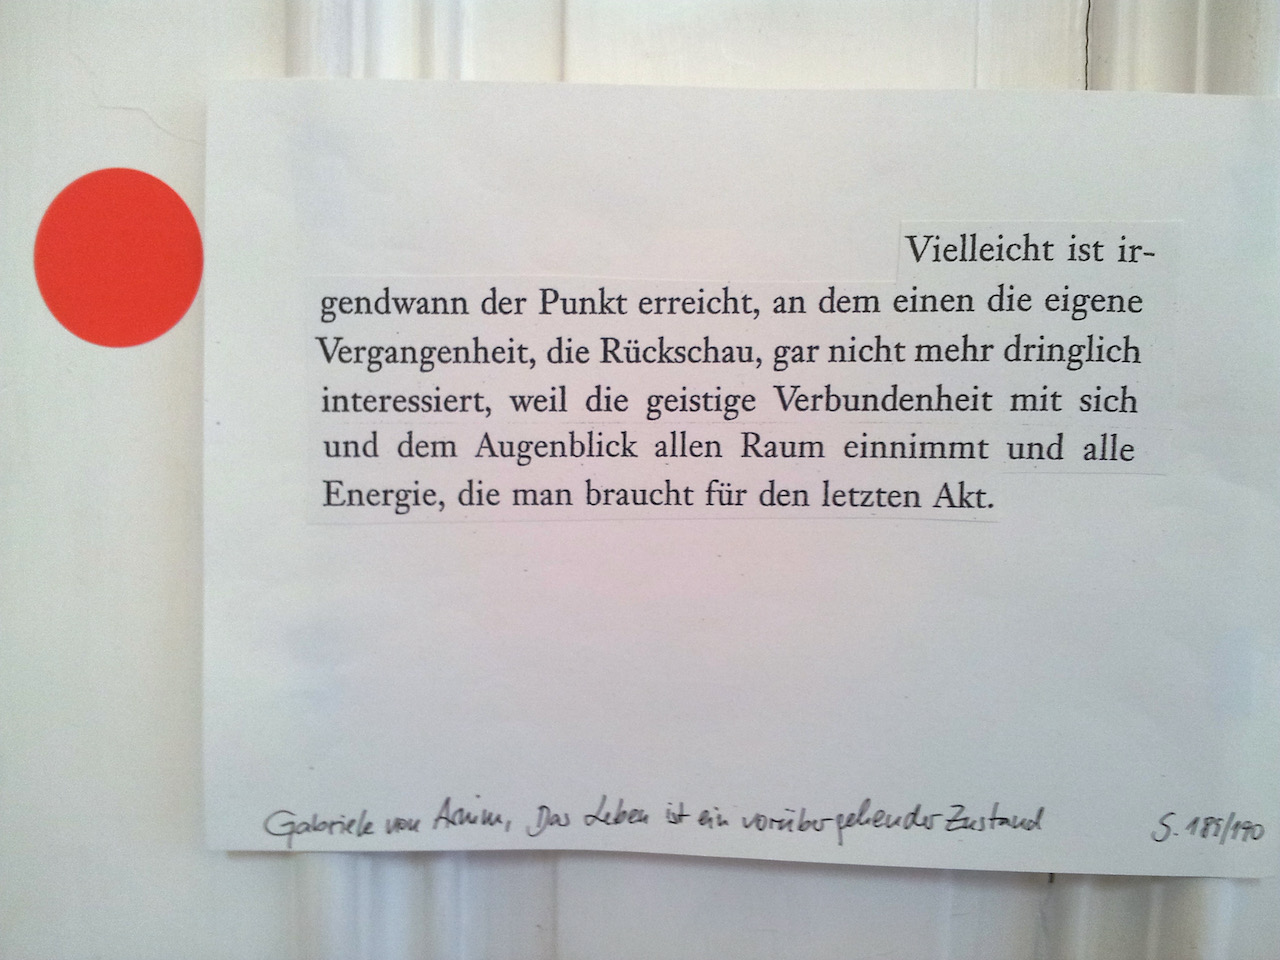 Vielleicht ist ir-
gendwann der Punkt erreicht, an dem einen die eigene
Vergangenheit, die Rückschau, gar nicht mehr dringlich
interessiert, weil die geistige Verbundenheit mit sich
und dem Augenblick allen Raum einnimmt und alle
Energie, die man braucht für den letzten Akt.
Gabriele von Arnim, Das Leben ist ein vorübergehender Zustand S. 189/190